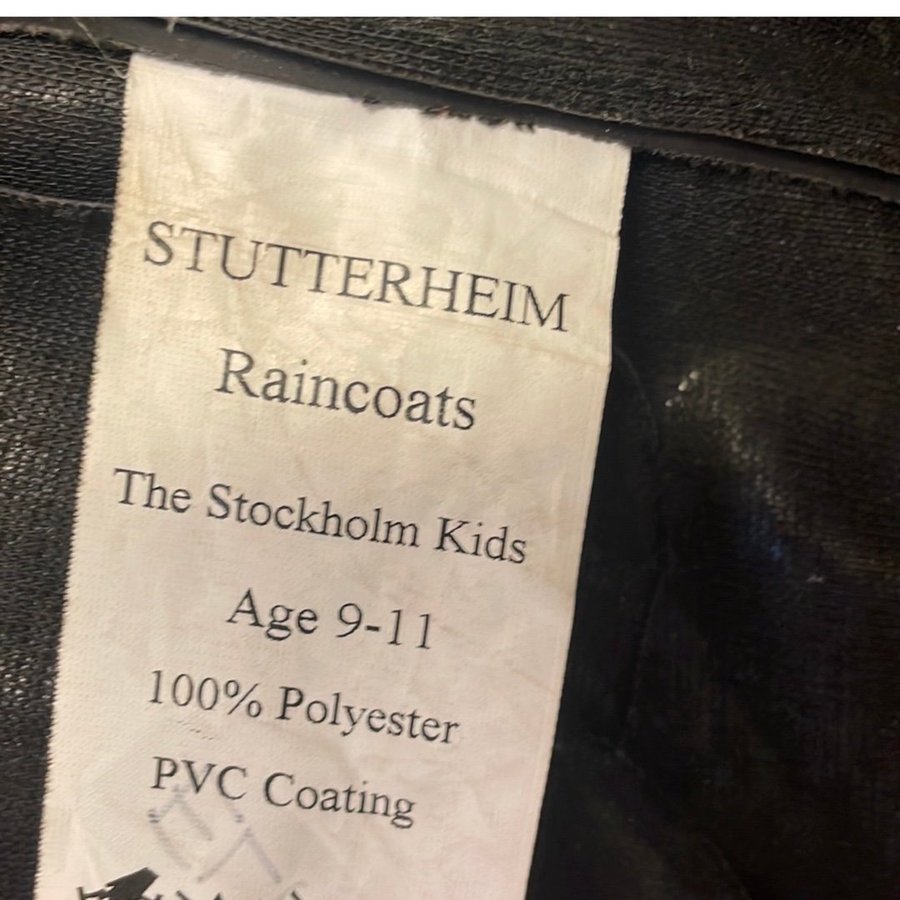 STUTTERHEIM
Raincoats
The Stockholm Kids
Age 9-11
100% Polyester
PVC Coating